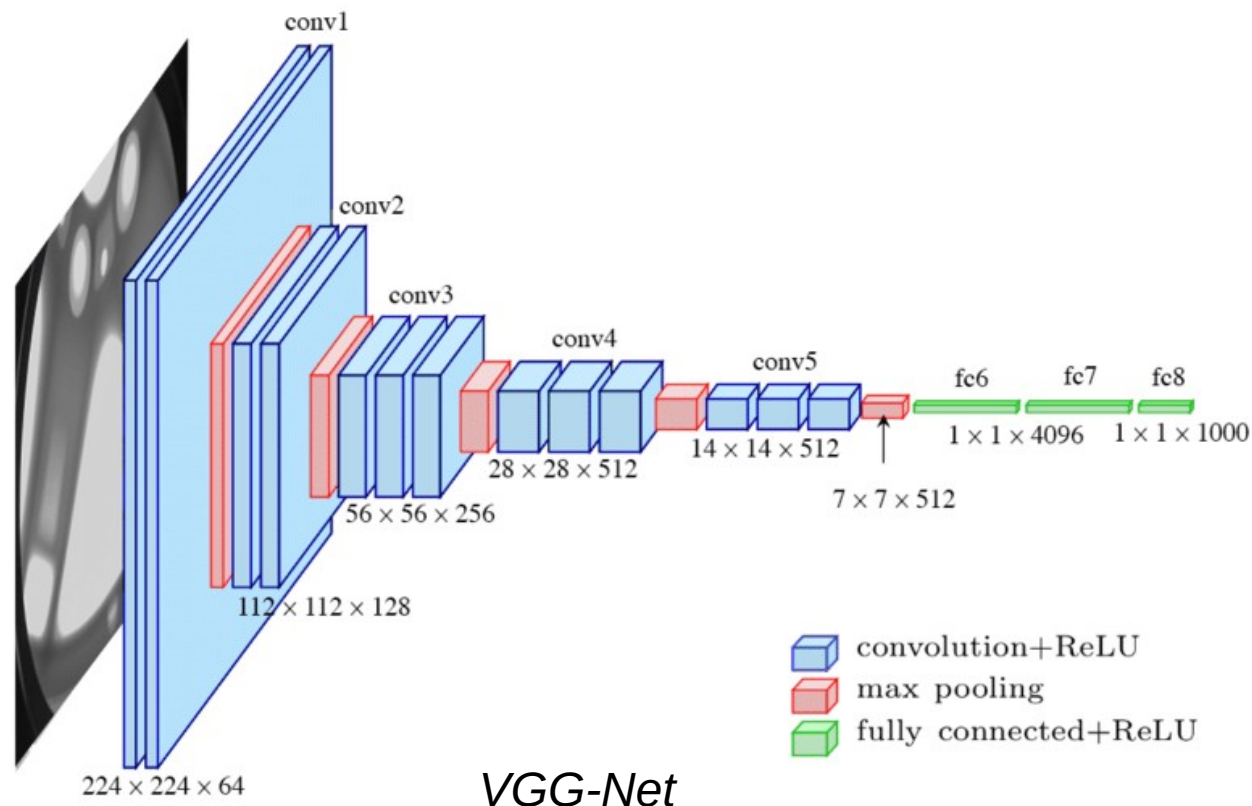 conv1
conv2
conv3
conv4
conv5
fc6
fc7
fc8
1 × 1 × 4096
1 × 1 × 1000
14 × 14 × 512
28 × 28 × 512
7 × 7 × 512
56 × 56 × 256
112 × 112 × 128
convolution+ReLU
max pooling
fully connected+ReLU
224 × 224 × 64
VGG-Net